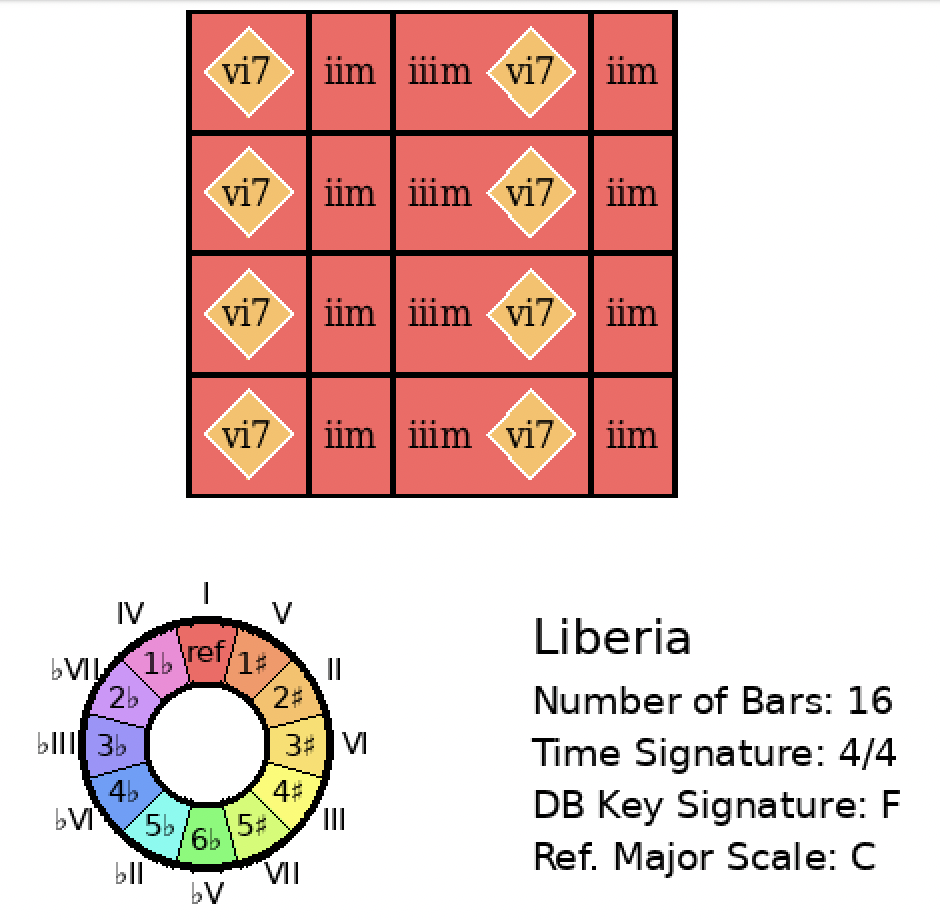 vi7 iim iiim vi7 iim
vi7 iim iiim vi7 iim
vi7 iim iiim vi7 iim
vi7 iim iiim vi7 iim
I
IV V
♭VII II
♭III VI
♭VI III
♭II VII
♭V
ref
1♭ 1♯
2♭ 2♯
3♭ 3♯
4♭ 4♯
5♭ 5♯
6♭
Liberia
Number of Bars: 16
Time Signature: 4/4
DB Key Signature: F
Ref. Major Scale: C